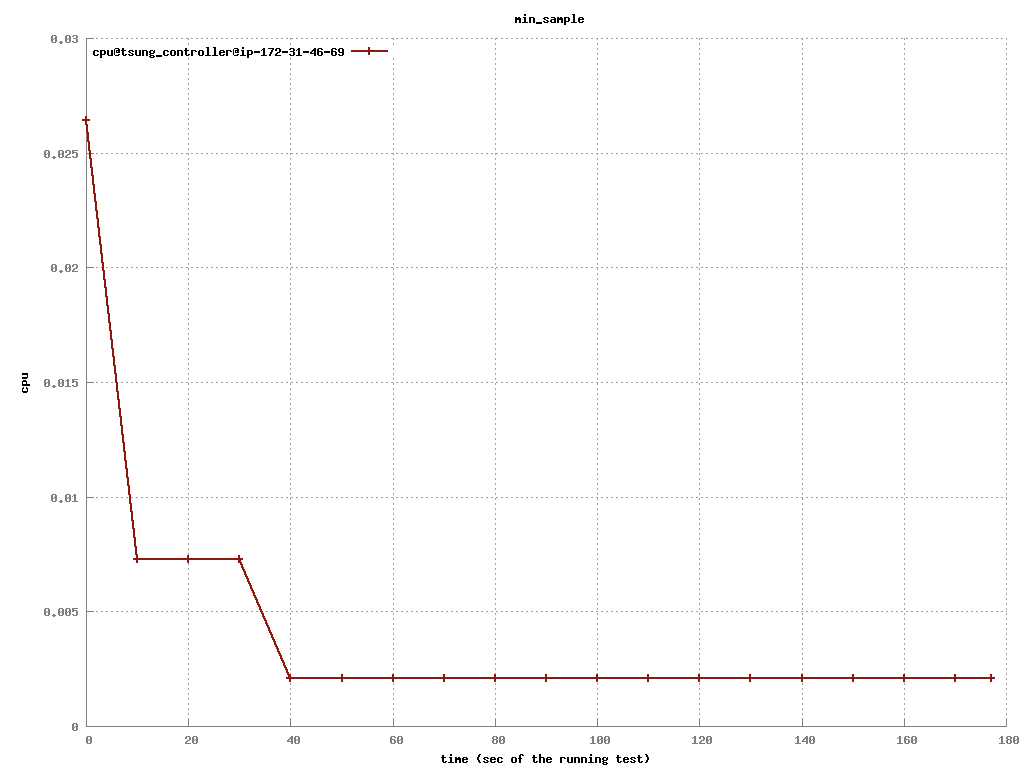 min_sample
0.03
cpu@tsung_controller@ip-172-31-46-69
0.025
0.02
cpu
0.015
0.01
0.005
0
0 20 40 60 80 100 120 140 160 180
time (sec of the running test)